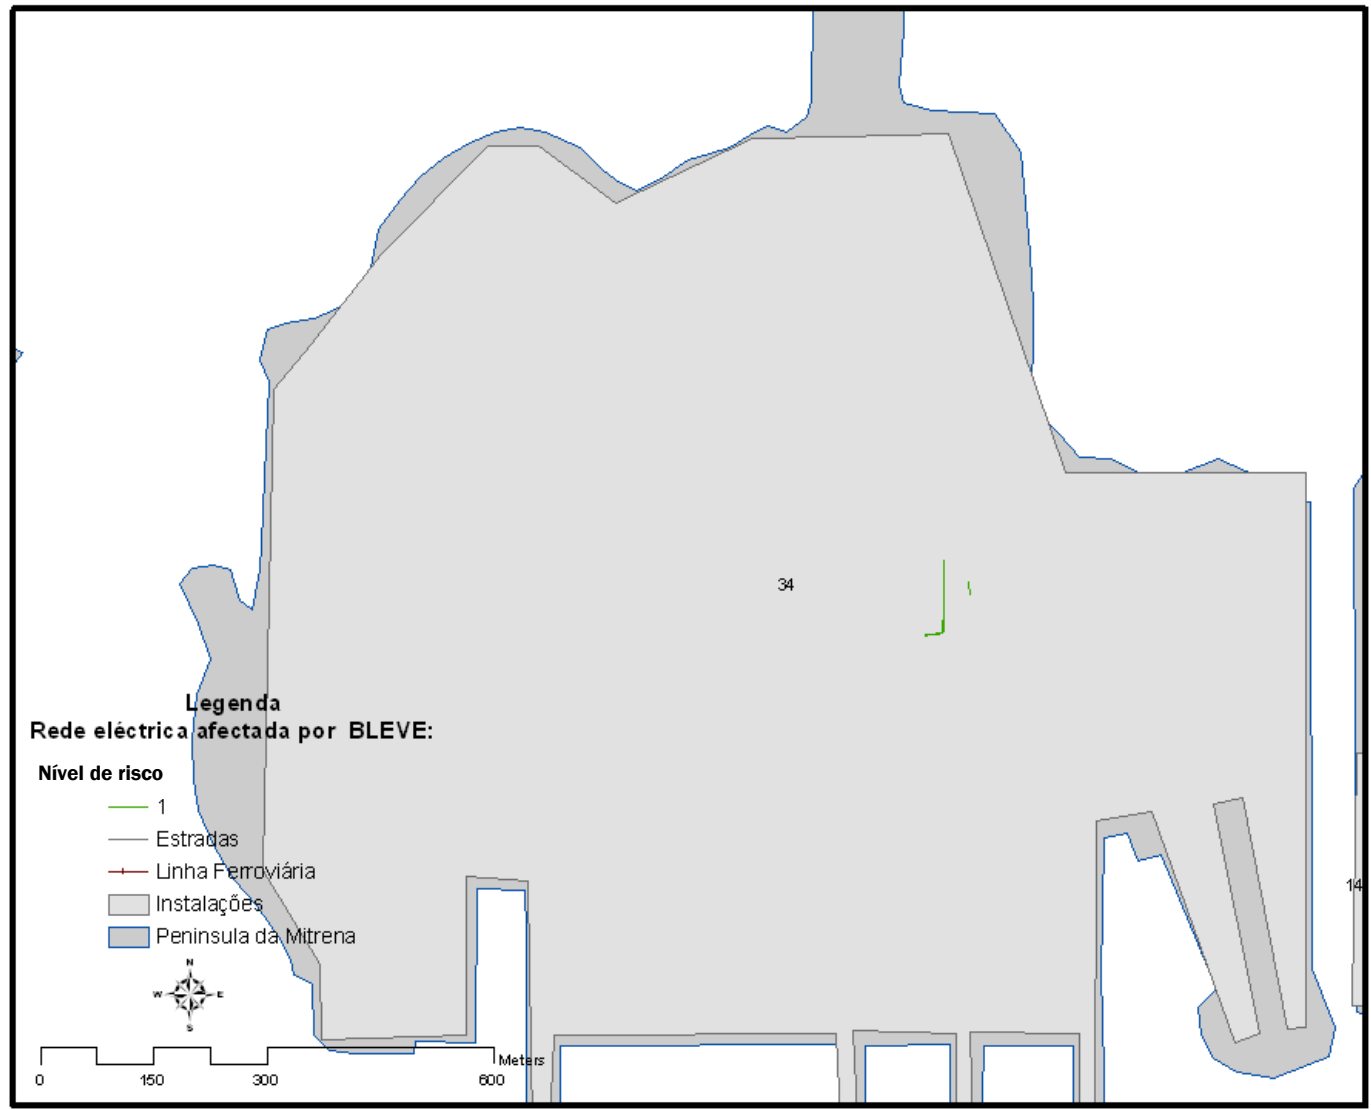 34
Legenda
Rede eléctrica afectada por BLEVE:
Nível de risco
1
Estradas
Linha Ferroviária
Instalações
Peninsula da Mitrena
14
N
W E
S
Meters
0 150 300 600